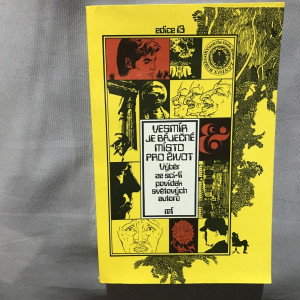 edice 13
VESMÍR
JE BÁJEČNÉ
MÍSTO
PRO ŽIVOT
Výběr
ze sci-fi
povídek
světových
autorů
mf